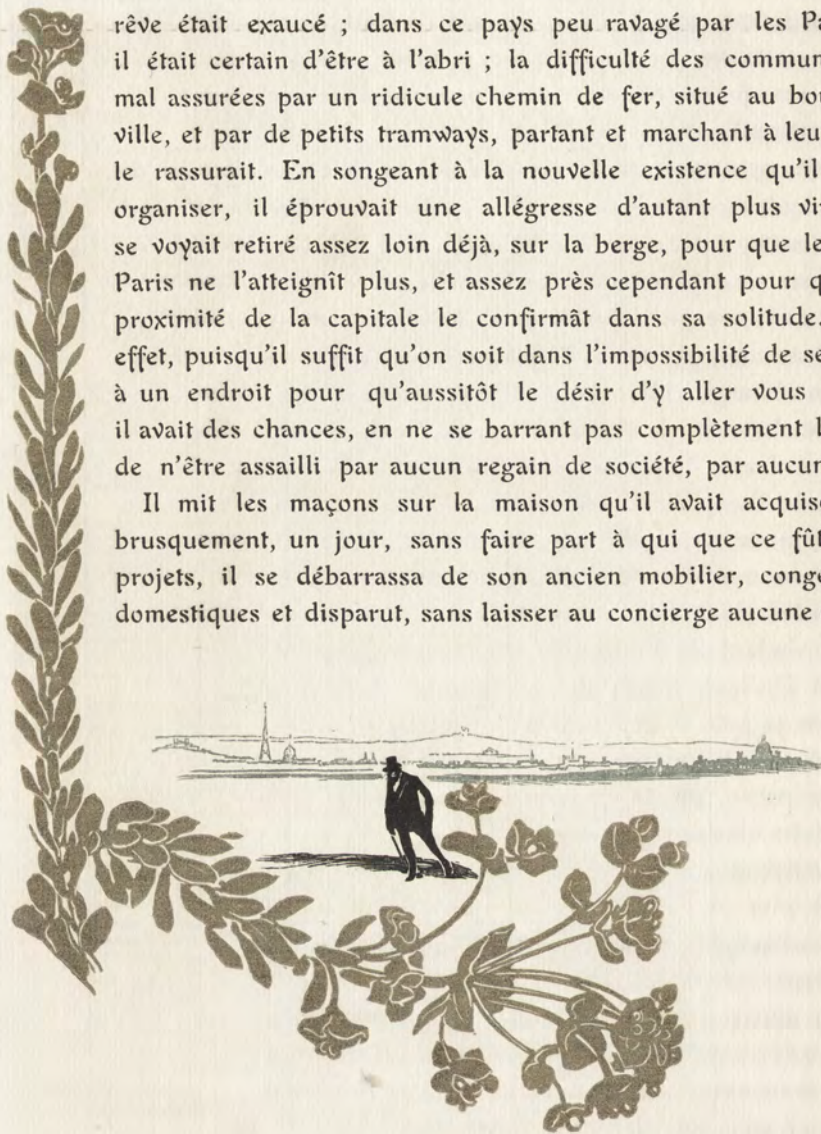 rêve était exaucé ; dans ce pays peu ravagé par les Pa
il était certain d'être à l'abri ; la difficulté des commun
mal assurées par un ridicule chemin de fer, situé au bou
ville, et par de petits tramways, partant et marchant à leu
le rassurait. En songeant à la nouvelle existence qu'il
organiser, il éprouvait une allégresse d'autant plus vi
se voyait retiré assez loin déjà, sur la berge, pour que le
Paris ne l'atteignît plus, et assez près cependant pour q
proximité de la capitale le confirmât dans sa solitude.
effet, puisqu'il suffit qu'on soit dans l'impossibilité de se
à un endroit pour qu'aussitôt le désir d'y aller vous
il avait des chances, en ne se barrant pas complètement l
de n'être assailli par aucun regain de société, par aucun
Il mit les maçons sur la maison qu'il avait acquise
brusquement, un jour, sans faire part à qui que ce fût
projets, il se débarrassa de son ancien mobilier, congé
domestiques et disparut, sans laisser au concierge aucune